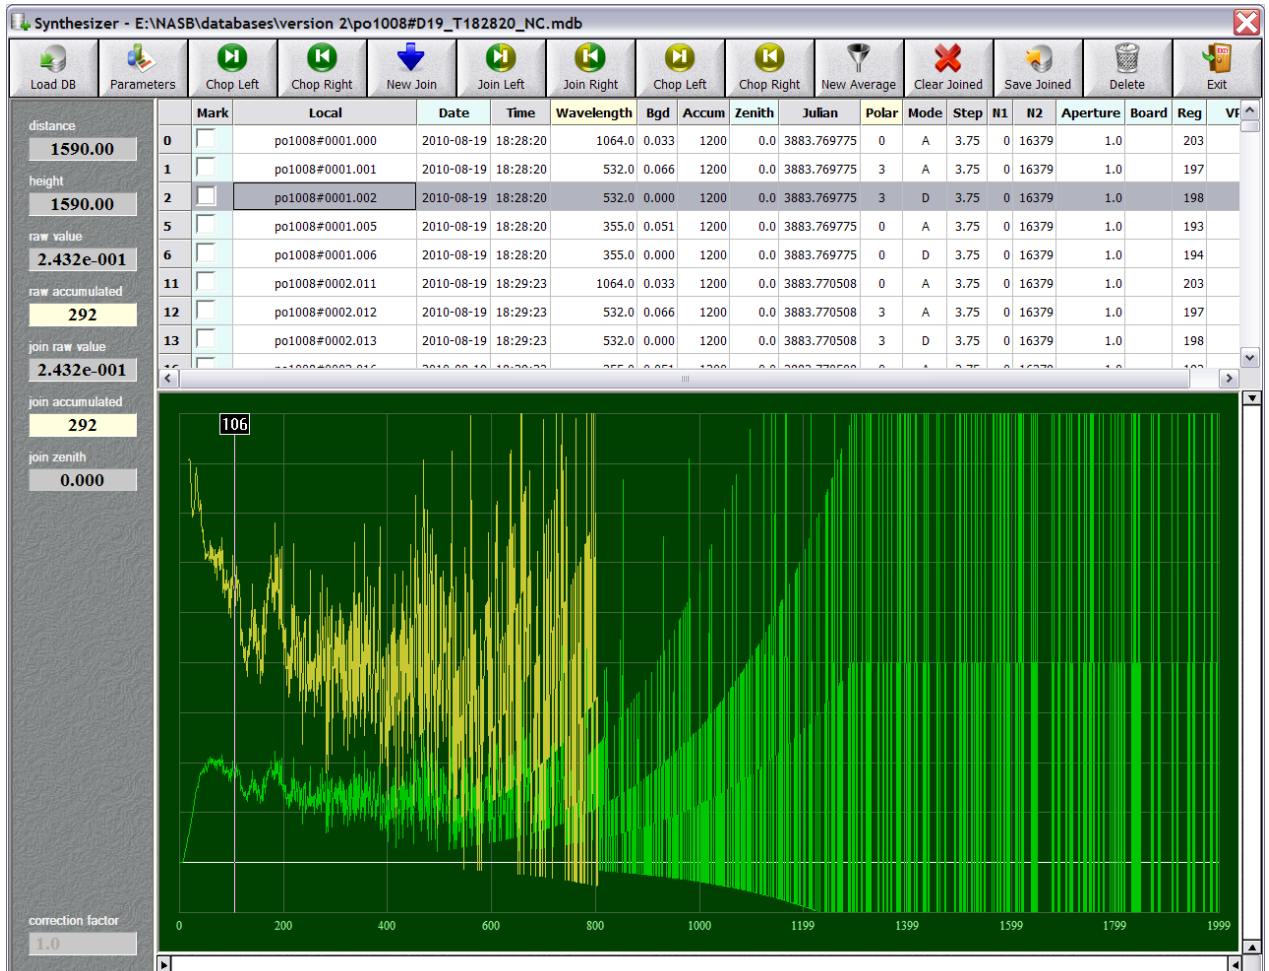 Synthesizer - E:\NASB\databases\version 2\po1008#D19_T182820_NC.mdb
Load DB Parameters Chop Left Chop Right New Join Join Left Join Right Chop Left Chop Right New Average Clear Joined Save Joined Delete Exit
distance
1590.00
height
1590.00
raw value
2.432e-001
raw accumulated
292
join raw value
2.432e-001
join accumulated
292
join zenith
0.000
correction factor
1.0
Mark Local Date Time Wavelength Bgd Accum Zenith Julian Polar Mode Step N1 N2 Aperture Board Reg
0 po1008#0001.000 2010-08-19 18:28:20 1064.0 0.033 1200 0.0 3883.769775 0 A 3.75 0 16379 1.0 203
1 po1008#0001.001 2010-08-19 18:28:20 532.0 0.066 1200 0.0 3883.769775 3 A 3.75 0 16379 1.0 197
2 po1008#0001.002 2010-08-19 18:28:20 532.0 0.000 1200 0.0 3883.769775 3 D 3.75 0 16379 1.0 198
5 po1008#0001.005 2010-08-19 18:28:20 355.0 0.051 1200 0.0 3883.769775 0 A 3.75 0 16379 1.0 193
6 po1008#0001.006 2010-08-19 18:28:20 355.0 0.000 1200 0.0 3883.769775 0 D 3.75 0 16379 1.0 194
11 po1008#0002.011 2010-08-19 18:29:23 1064.0 0.033 1200 0.0 3883.770508 0 A 3.75 0 16379 1.0 203
12 po1008#0002.012 2010-08-19 18:29:23 532.0 0.066 1200 0.0 3883.770508 3 A 3.75 0 16379 1.0 197
13 po1008#0002.013 2010-08-19 18:29:23 532.0 0.000 1200 0.0 3883.770508 3 D 3.75 0 16379 1.0 198
106
0 200 400 600 800 1000 1199 1399 1599 1799 1999